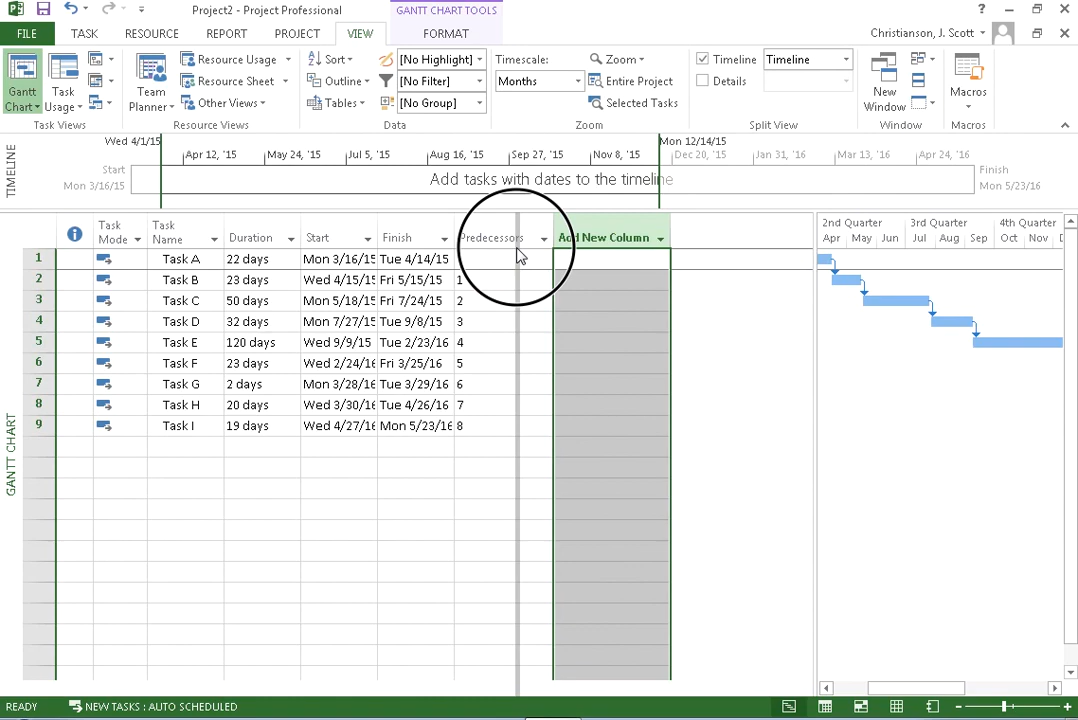 Project2 - Project Professional
GANTT CHART TOOLS
?
FILE TASK RESOURCE REPORT PROJECT VIEW FORMAT
Christianson, J. Scott
Gantt Chart
Task Usage
Task Views
Team Planner
Resource Usage
Resource Sheet
Other Views
Resource Views
Sort
Outline
Tables
[No Highlight]
[No Filter]
[No Group]
Data
Timescale:
Months
Zoom
Entire Project
Selected Tasks
Zoom
Timeline
Timeline
Details
Split View
New Window
Window
Macros
Macros
TIMELINE
Wed 4/1/15
Mon 12/14/15
Start
Mon 3/16/15
Apr 12, '15 May 24, '15 Jul 5, '15 Aug 16, '15 Sep 27, '15 Nov 8, '15 Dec 20, '15 Jan 31, '16 Mar 13, '16 Apr 24, '16
Add tasks with dates to the timeline
Finish
Mon 5/23/16
GANTT CHART
Task Mode Task Name Duration Start Finish Predecessors Add New Column
1 Task A 22 days Mon 3/16/15 Tue 4/14/15
2 Task B 23 days Wed 4/15/15 Fri 5/15/15 1
3 Task C 50 days Mon 5/18/15 Fri 7/24/15 2
4 Task D 32 days Mon 7/27/15 Tue 9/8/15 3
5 Task E 120 days Wed 9/9/15 Tue 2/23/16 4
6 Task F 23 days Wed 2/24/16 Fri 3/25/16 5
7 Task G 2 days Mon 3/28/16 Tue 3/29/16 6
8 Task H 20 days Wed 3/30/16 Tue 4/26/16 7
9 Task I 19 days Wed 4/27/16 Mon 5/23/16 8
2nd Quarter 3rd Quarter 4th Quarter
Apr May Jun Jul Aug Sep Oct Nov D
READY
NEW TASKS : AUTO SCHEDULED